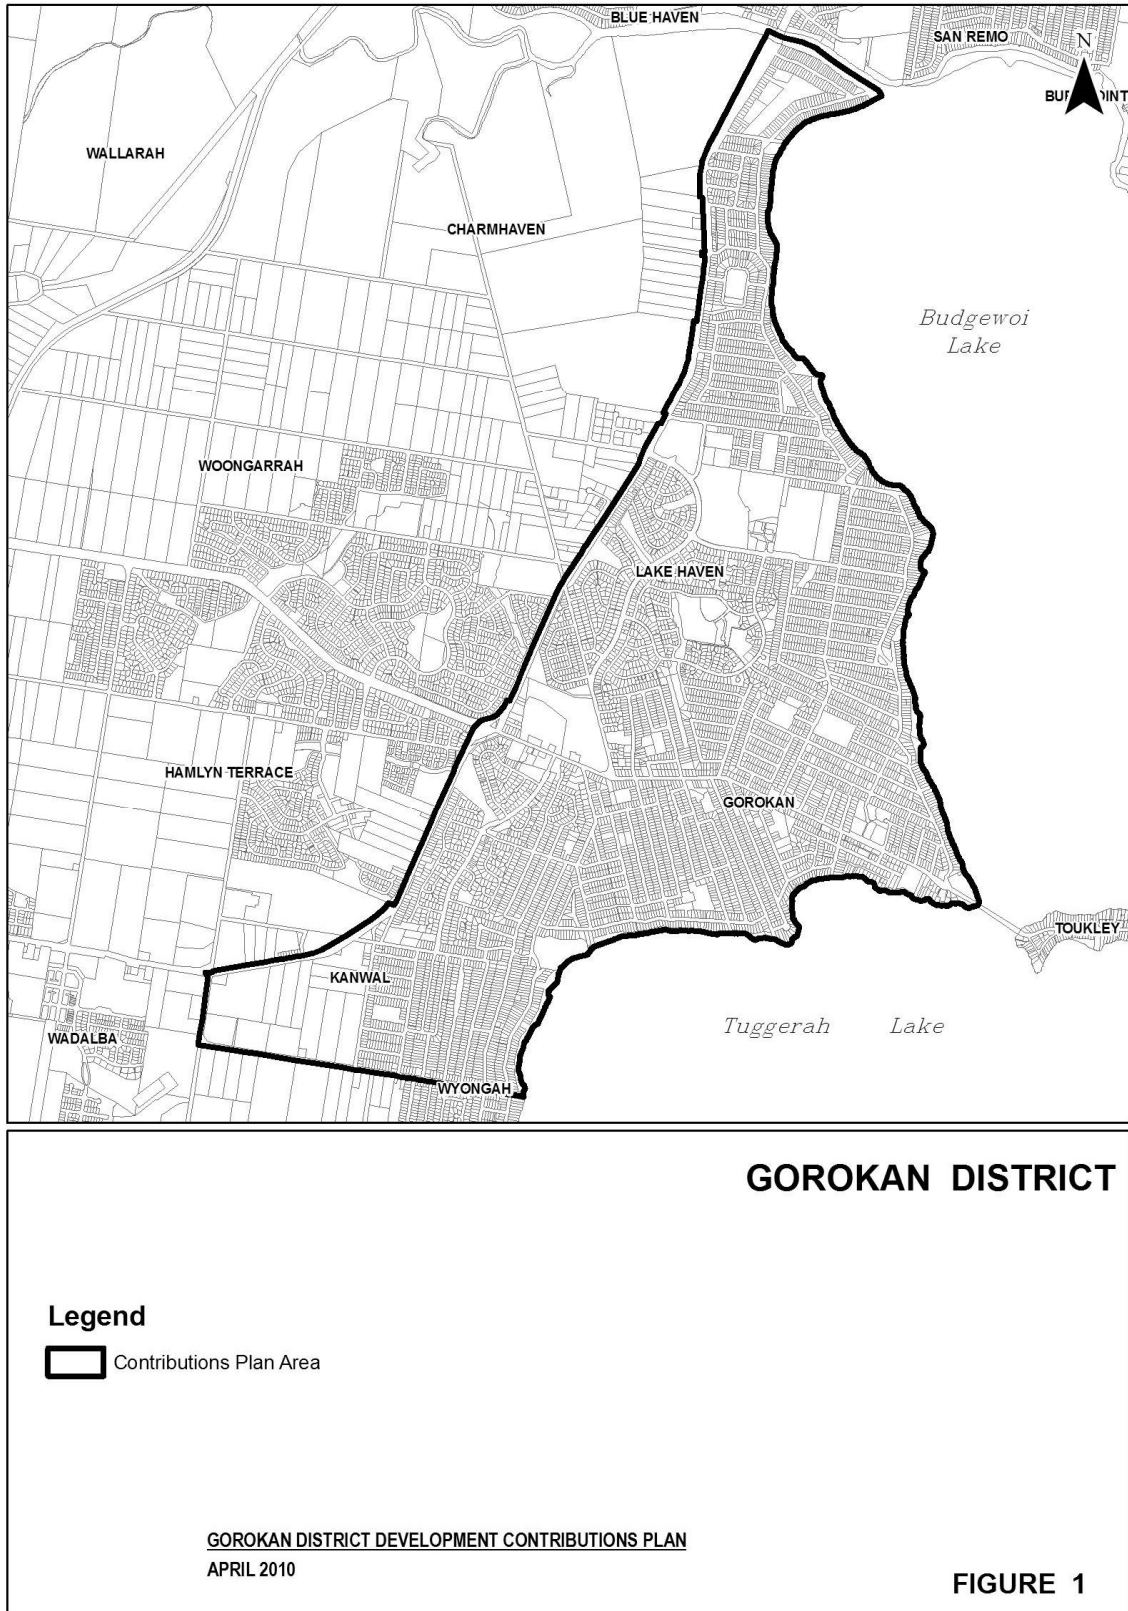 BLUE HAVEN
SAN REMO
N
WALLARAH
CHARMHAVEN
Budgewoi
Lake
WOONGARRAH
LAKE HAVEN
HAMLYN TERRACE
GOROKAN
TOUKLEY
KANWAL
WADALBA
Tuggerah Lake
WYONGAH
GOROKAN DISTRICT
Legend
Contributions Plan Area
GOROKAN DISTRICT DEVELOPMENT CONTRIBUTIONS PLAN
APRIL 2010
FIGURE 1